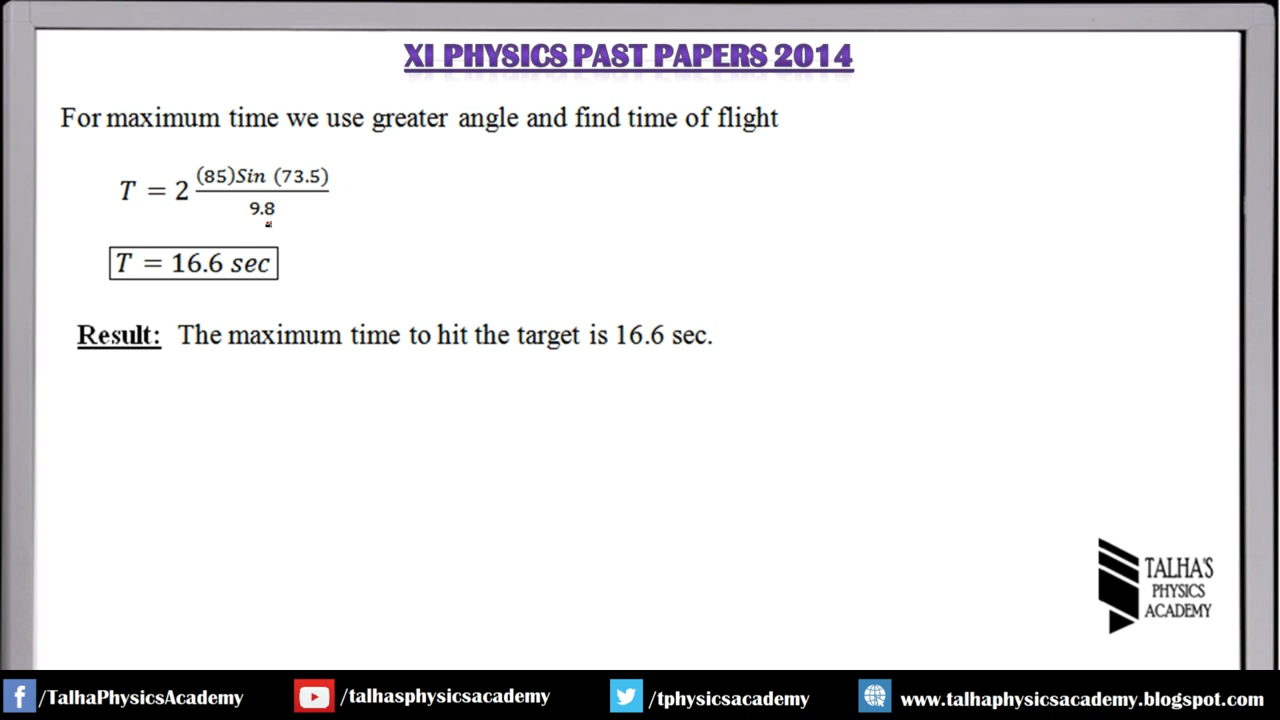 XI PHYSICS PAST PAPERS 2014
For maximum time we use greater angle and find time of flight
T = 2 (85)Sin (73.5) / 9.8
T = 16.6 sec
Result: The maximum time to hit the target is 16.6 sec.
TALHA'S
PHYSICS
ACADEMY
/TalhaPhysicsAcademy /talhasphysicsacademy /tphysicsacademy www.talhaphysicsacademy.blogspot.com